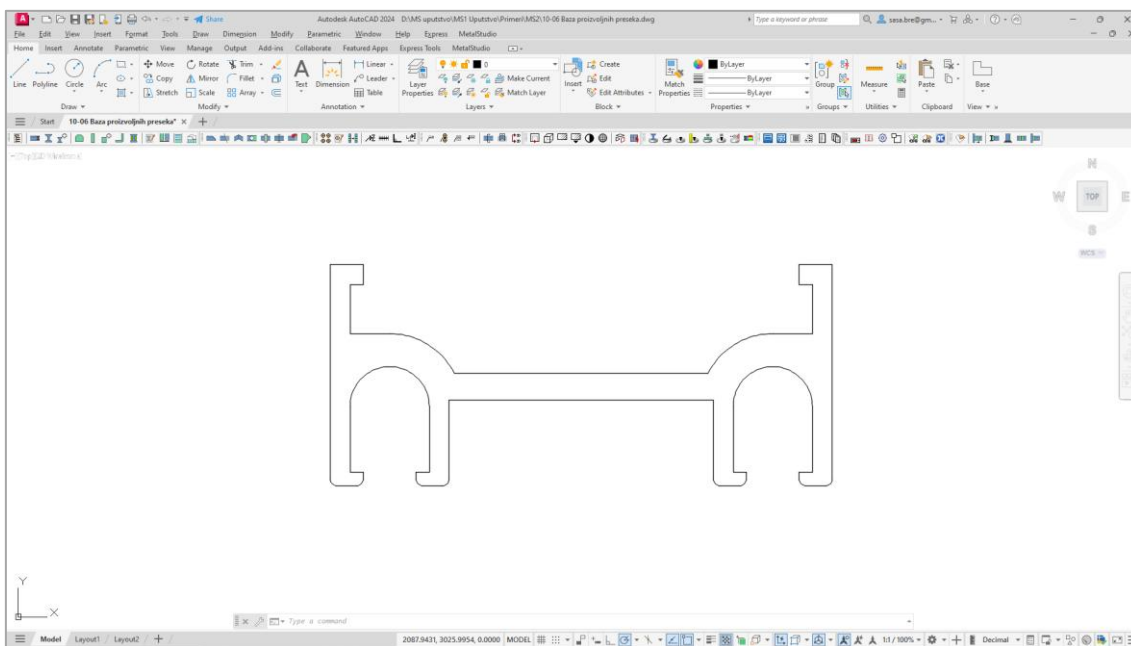 A Share Autodesk AutoCAD 2024 D:\MS uputstvo\MS1 Uputstvo\Primeri\MS2\10-06 Baza proizvoljnih preseka.dwg Type a keyword or phrase sasa.bre@gm...
File Edit View Insert Format Tools Draw Dimension Modify Parametric Window Help Express MetalStudio
Home Insert Annotate Parametric View Manage Output Add-ins Collaborate Featured Apps Express Tools MetalStudio
Move Rotate Trim Linear 0 Create ByLayer
Line Polyline Circle Arc Copy Mirror Fillet Text Dimension Leader Layer Properties Make Current Insert Edit Match Properties ByLayer Group Measure Paste Base
Stretch Scale Array Table Match Layer Edit Attributes ByLayer
Draw Modify Annotation Layers Block Properties Groups Utilities Clipboard View
Start 10-06 Baza proizvoljnih preseka*
N
W TOP E
S
WCS
Y
X
Type a command
Model Layout1 Layout2 2087.9431, 3025.9954, 0.0000 MODEL 1:1 / 100% Decimal